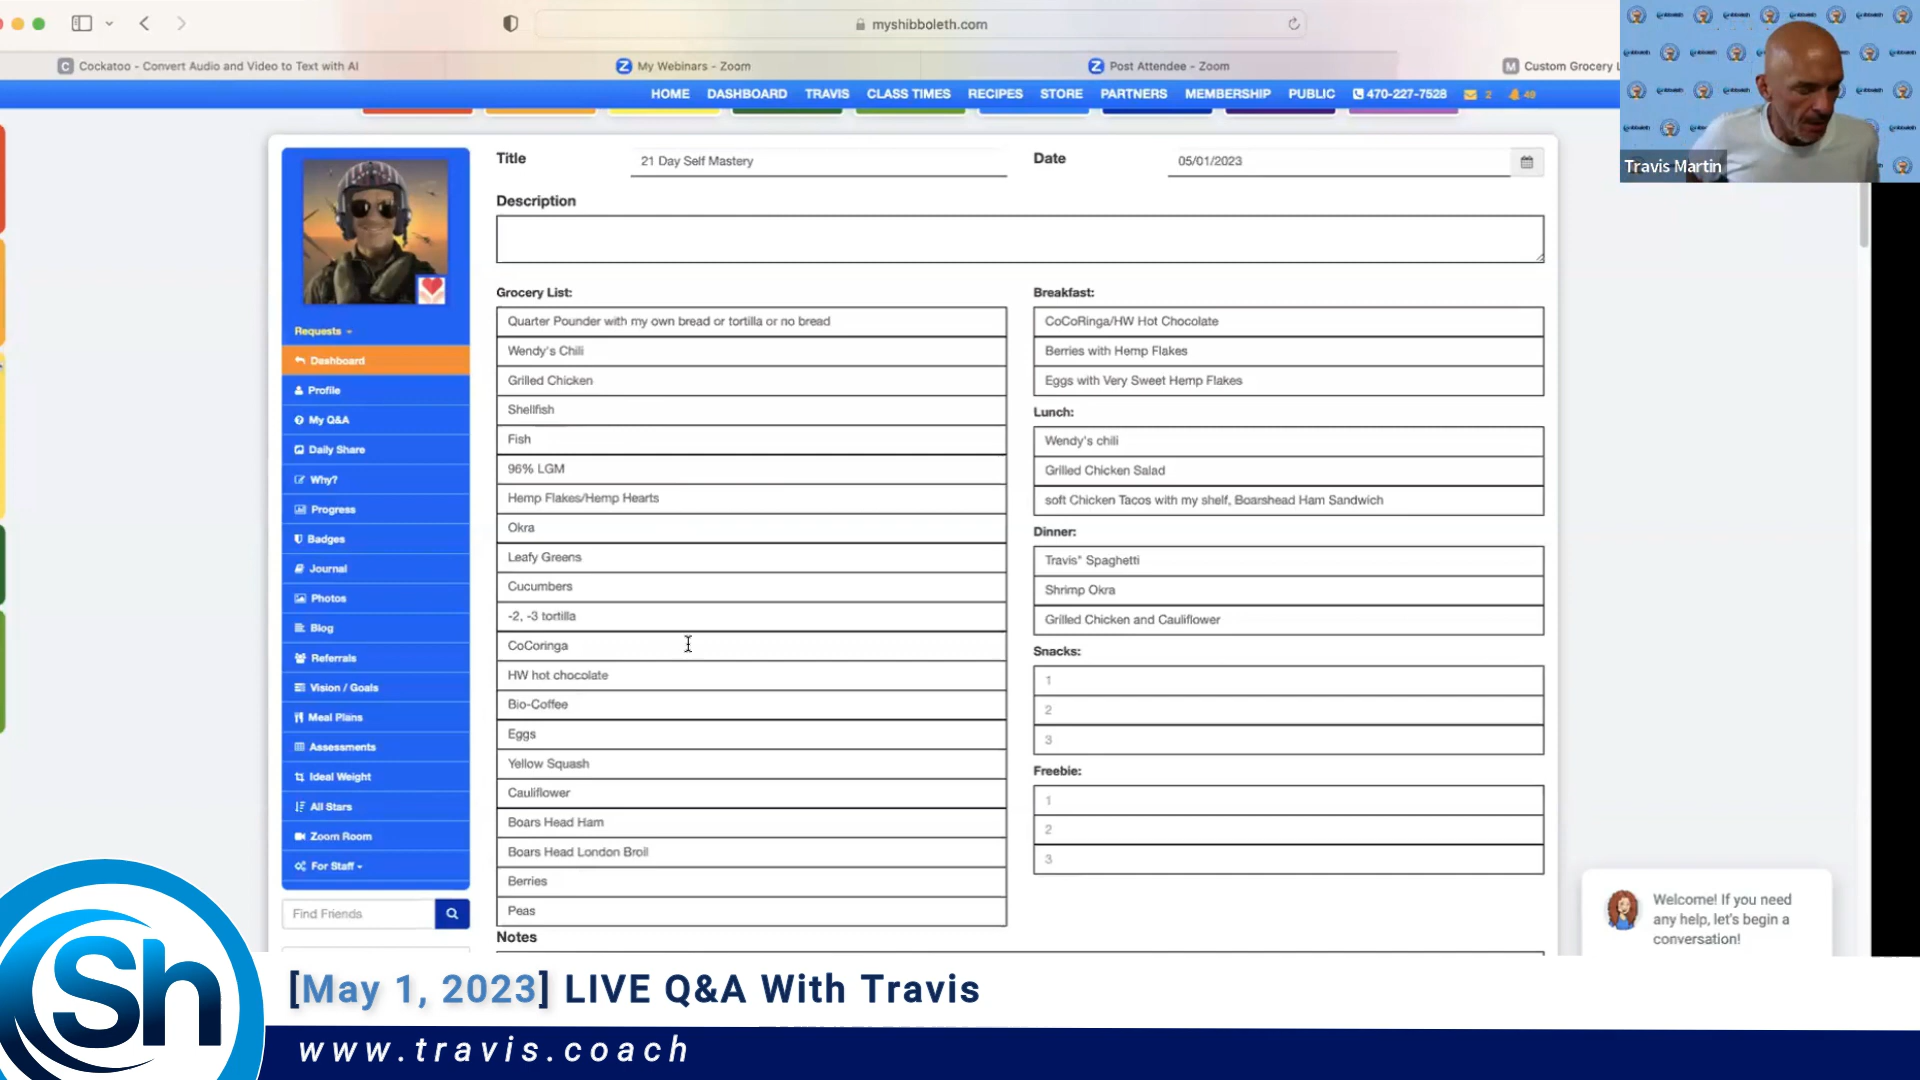 myshibboleth.com
Cockatoo - Convert Audio and Video to Text with AI
My Webinars - Zoom
Post Attendee - Zoom
Custom Grocery L
HOME DASHBOARD TRAVIS CLASS TIMES RECIPES STORE PARTNERS MEMBERSHIP PUBLIC 470-227-7528 2 49
Travis Martin
Title
21 Day Self Mastery
Date
05/01/2023
Description
Requests
Dashboard
Profile
My Q&A
Daily Share
Why?
Progress
Badges
Journal
Photos
Blog
Referrals
Vision / Goals
Meal Plans
Assessments
Ideal Weight
All Stars
Zoom Room
For Staff
Find Friends
Grocery List:
Quarter Pounder with my own bread or tortilla or no bread
Wendy's Chili
Grilled Chicken
Shellfish
Fish
96% LGM
Hemp Flakes/Hemp Hearts
Okra
Leafy Greens
Cucumbers
-2, -3 tortilla
CoCoringa
HW hot chocolate
Bio-Coffee
Eggs
Yellow Squash
Cauliflower
Boars Head Ham
Boars Head London Broil
Berries
Peas
Notes
Breakfast:
CoCoRinga/HW Hot Chocolate
Berries with Hemp Flakes
Eggs with Very Sweet Hemp Flakes
Lunch:
Wendy's chili
Grilled Chicken Salad
soft Chicken Tacos with my shelf, Boarshead Ham Sandwich
Dinner:
Travis" Spaghetti
Shrimp Okra
Grilled Chicken and Cauliflower
Snacks:
1
2
3
Freebie:
1
2
3
Welcome! If you need
any help, let's begin a
conversation!
Sh
[May 1, 2023] LIVE Q&A With Travis
www.travis.coach